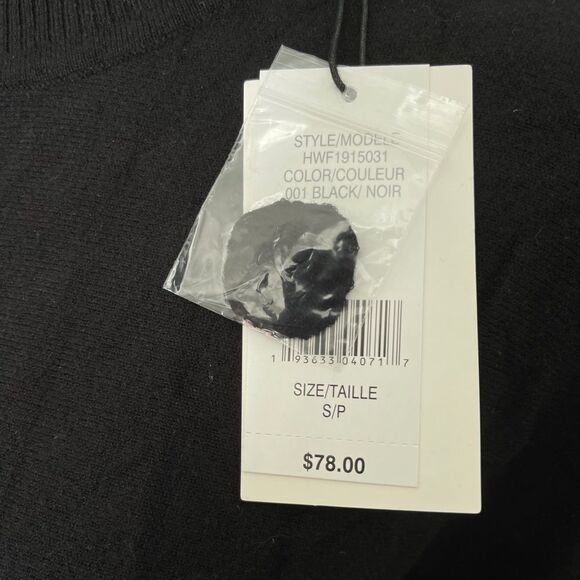 STYLE/MODELE
HWF1915031
COLOR/COULEUR
001 BLACK/ NOIR
1 93633 04071 7
SIZE/TAILLE
S/P
$78.00